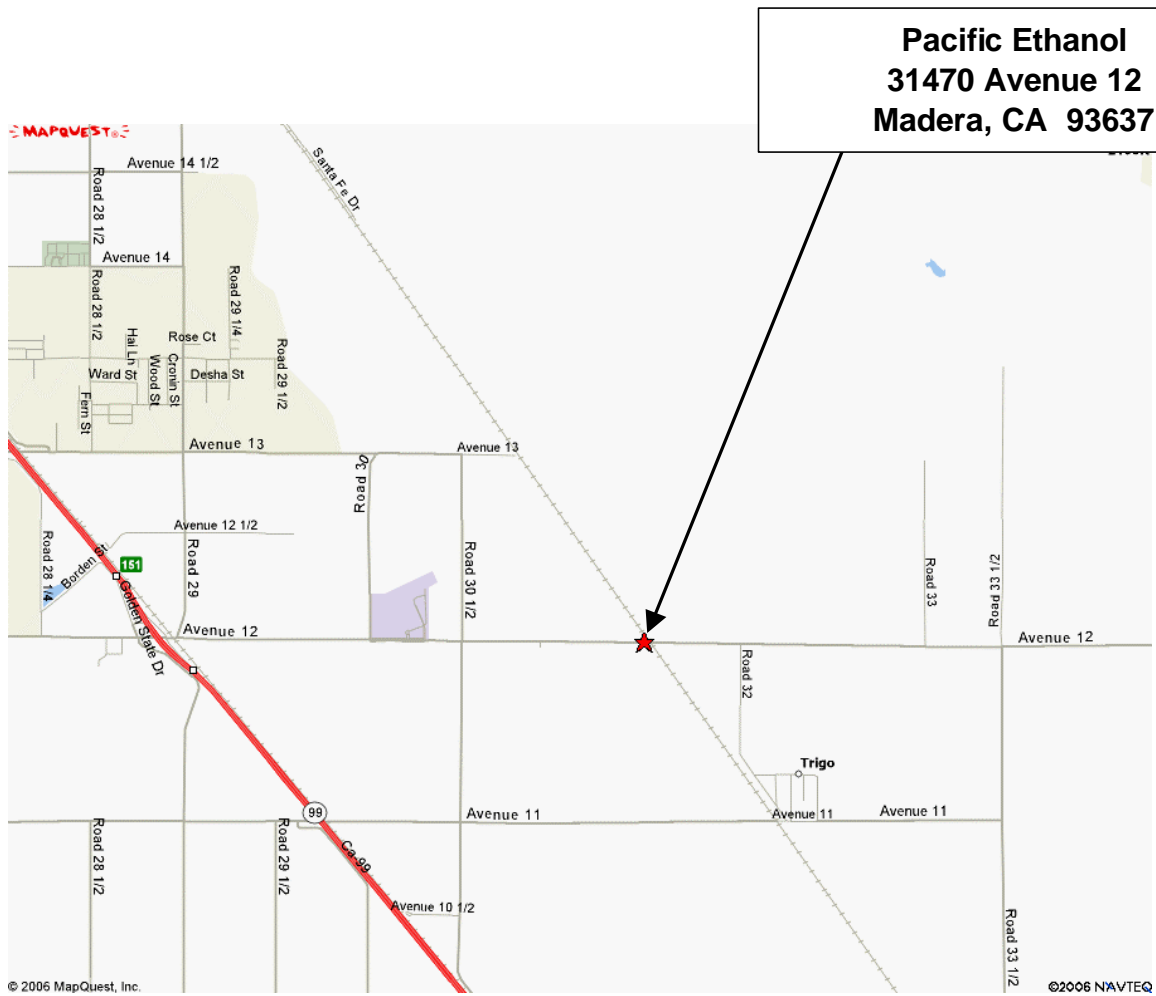 Pacific Ethanol
31470 Avenue 12
Madera, CA  93637
MAPQUEST
Avenue 14 1/2
Santa Fe Dr
Road 28 1/2
Avenue 14
Road 28 1/2
Road 29 1/4
Hai Ln
Rose Ct
Wood St
Cronin St
Road 29 1/2
Ward St
Desha St
Fern St
Avenue 13
Avenue 13
Road 30
Avenue 12 1/2
Road 28 1/4
Borden St
151
Road 29
Road 30 1/2
Road 33
Road 33 1/2
Golden State Dr
Avenue 12
Avenue 12
Road 32
Trigo
99
Avenue 11
Avenue 11
Avenue 11
Road 28 1/2
Road 29 1/2
Ca-99
Avenue 10 1/2
Road 33 1/2
© 2006 MapQuest, Inc.
©2006 NAVTEQ